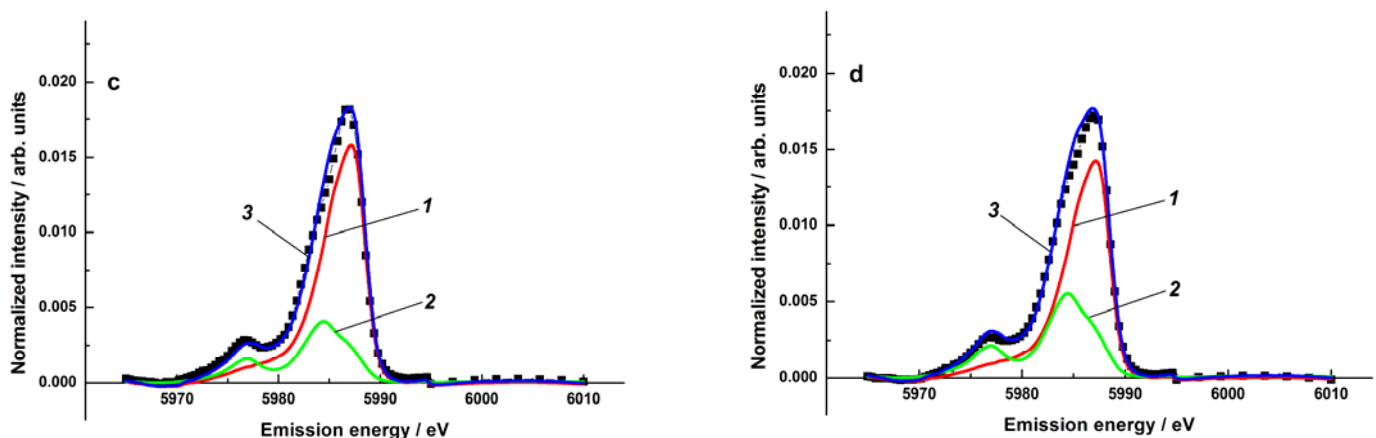 c
Normalized intensity / arb. units
0.020
0.015
0.010
0.005
0.000
3
1
2
5970 5980 5990 6000 6010
Emission energy / eV
d
Normalized intensity / arb. units
0.020
0.015
0.010
0.005
0.000
3
1
2
5970 5980 5990 6000 6010
Emission energy / eV